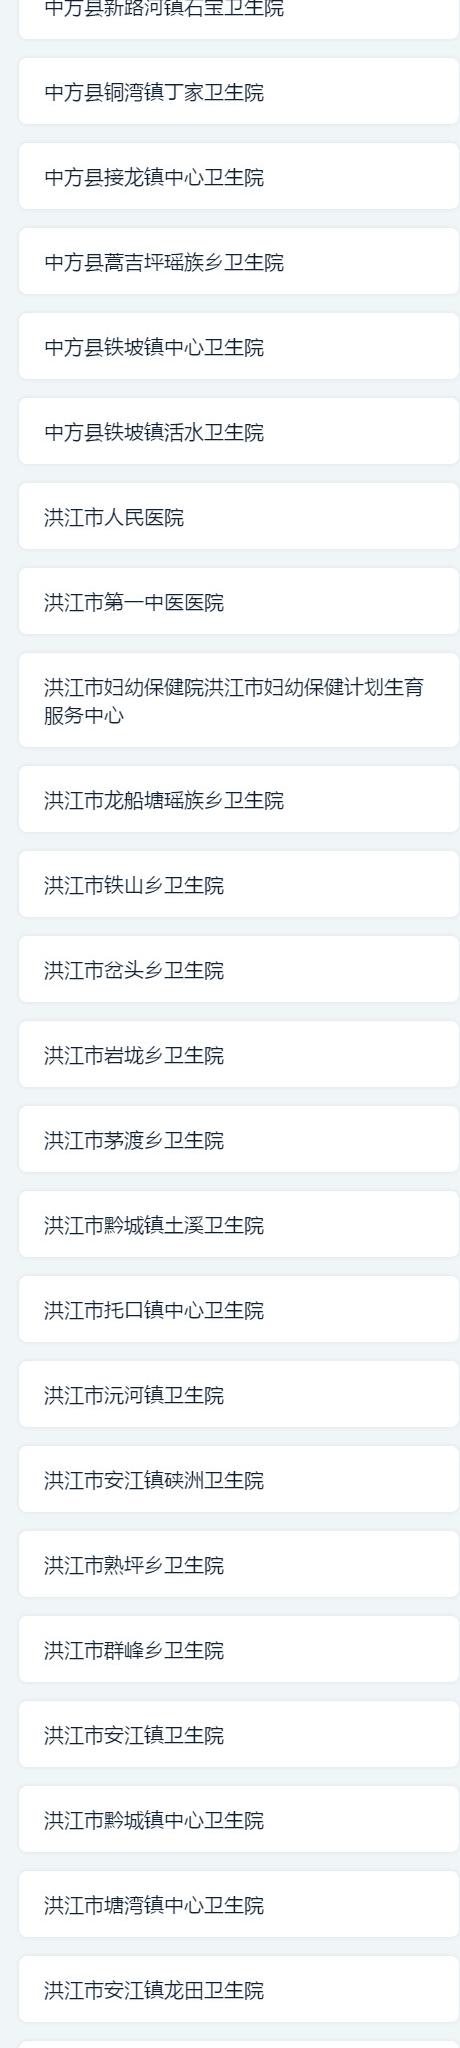 中方县新路河镇石宝卫生院
中方县铜湾镇丁家卫生院
中方县接龙镇中心卫生院
中方县蒿吉坪瑶族乡卫生院
中方县铁坡镇中心卫生院
中方县铁坡镇活水卫生院
洪江市人民医院
洪江市第一中医医院
洪江市妇幼保健院洪江市妇幼保健计划生育
服务中心
洪江市龙船塘瑶族乡卫生院
洪江市铁山乡卫生院
洪江市岔头乡卫生院
洪江市岩垅乡卫生院
洪江市茅渡乡卫生院
洪江市黔城镇土溪卫生院
洪江市托口镇中心卫生院
洪江市沅河镇卫生院
洪江市安江镇硖洲卫生院
洪江市熟坪乡卫生院
洪江市群峰乡卫生院
洪江市安江镇卫生院
洪江市黔城镇中心卫生院
洪江市塘湾镇中心卫生院
洪江市安江镇龙田卫生院